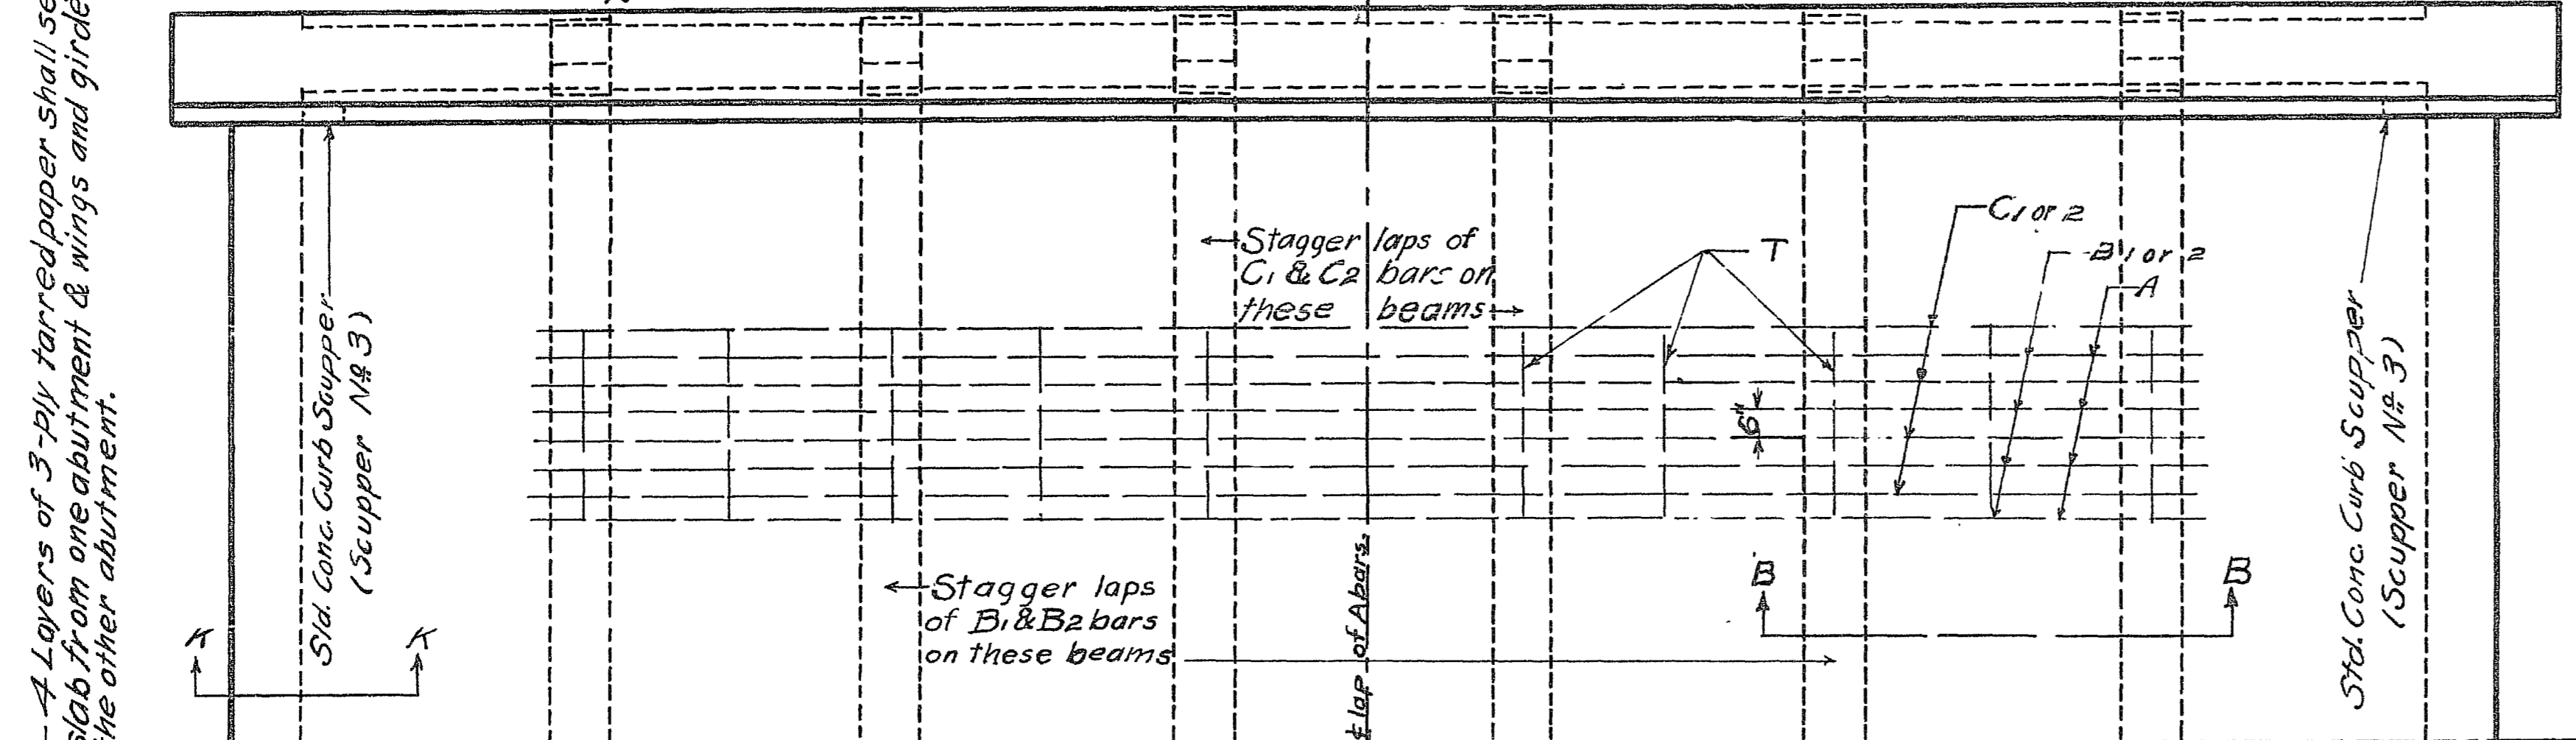 4 Layers of 3-ply tarred paper shall se
slab from one abutment & wings and girde
the other abutment.
Std. Conc. Curb Scupper
(Scupper Nº 3)
Stagger laps of
C1 & C2 bars on
these beams
T
C1 or 2
B1 or 2
A
6"
Std. Conc. Curb Scupper
(Scupper Nº 3)
Stagger laps
of B1 & B2 bars
on these beams
℄ lap of A bars.
B B
K K